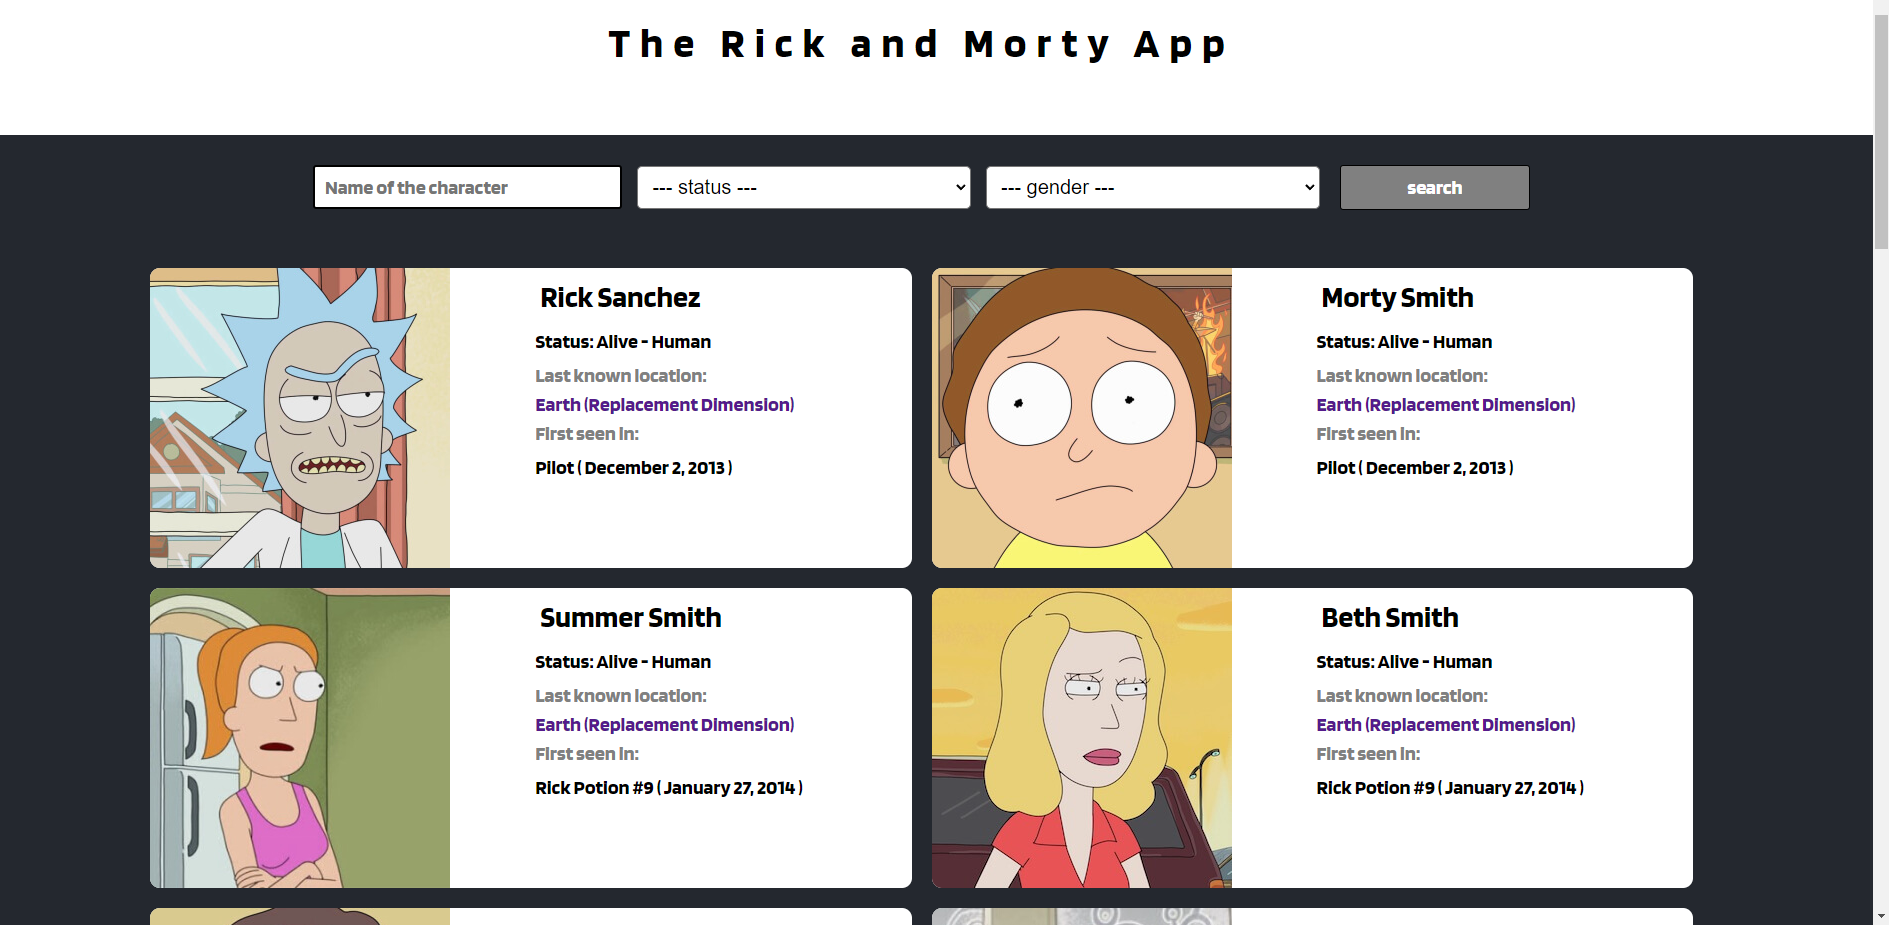 The Rick and Morty App
Name of the character
--- status ---
--- gender ---
search
Rick Sanchez
Status: Alive - Human
Last known location:
Earth (Replacement Dimension)
First seen in:
Pilot ( December 2, 2013 )
Morty Smith
Status: Alive - Human
Last known location:
Earth (Replacement Dimension)
First seen in:
Pilot ( December 2, 2013 )
Summer Smith
Status: Alive - Human
Last known location:
Earth (Replacement Dimension)
First seen in:
Rick Potion #9 ( January 27, 2014 )
Beth Smith
Status: Alive - Human
Last known location:
Earth (Replacement Dimension)
First seen in:
Rick Potion #9 ( January 27, 2014 )